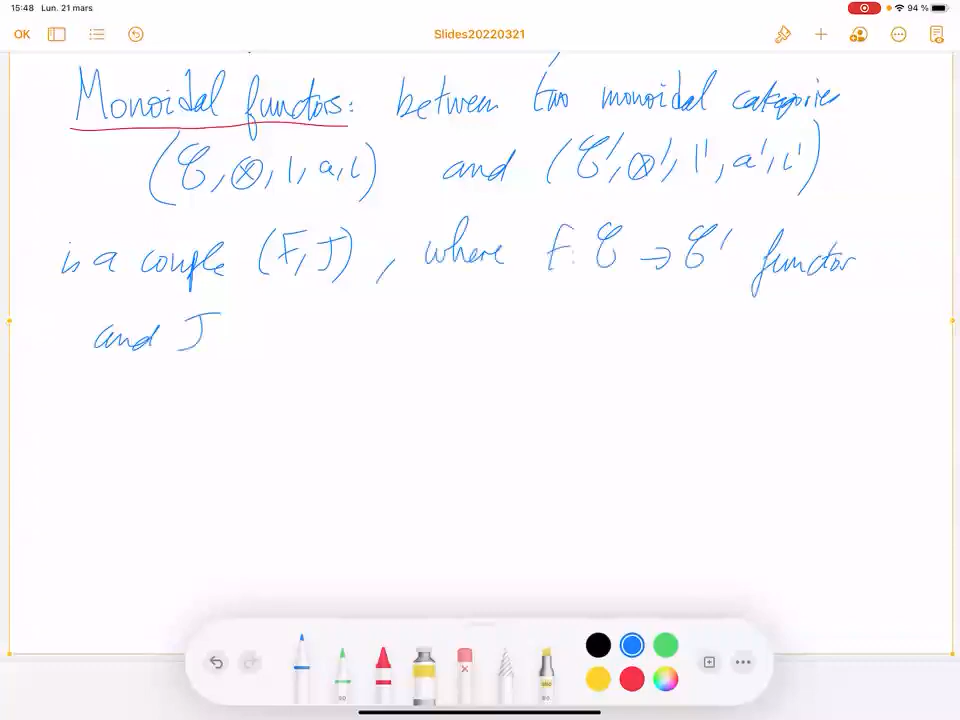 15:48 Lun. 21 mars
94 %
OK
Slides20220321
Monoidal functors: between two monoidal categories
(𝒞, ⊗, 1, a, ι) and (𝒞', ⊗', 1', a', ι')
is a couple (F, J), where F: 𝒞 → 𝒞' functor
and J